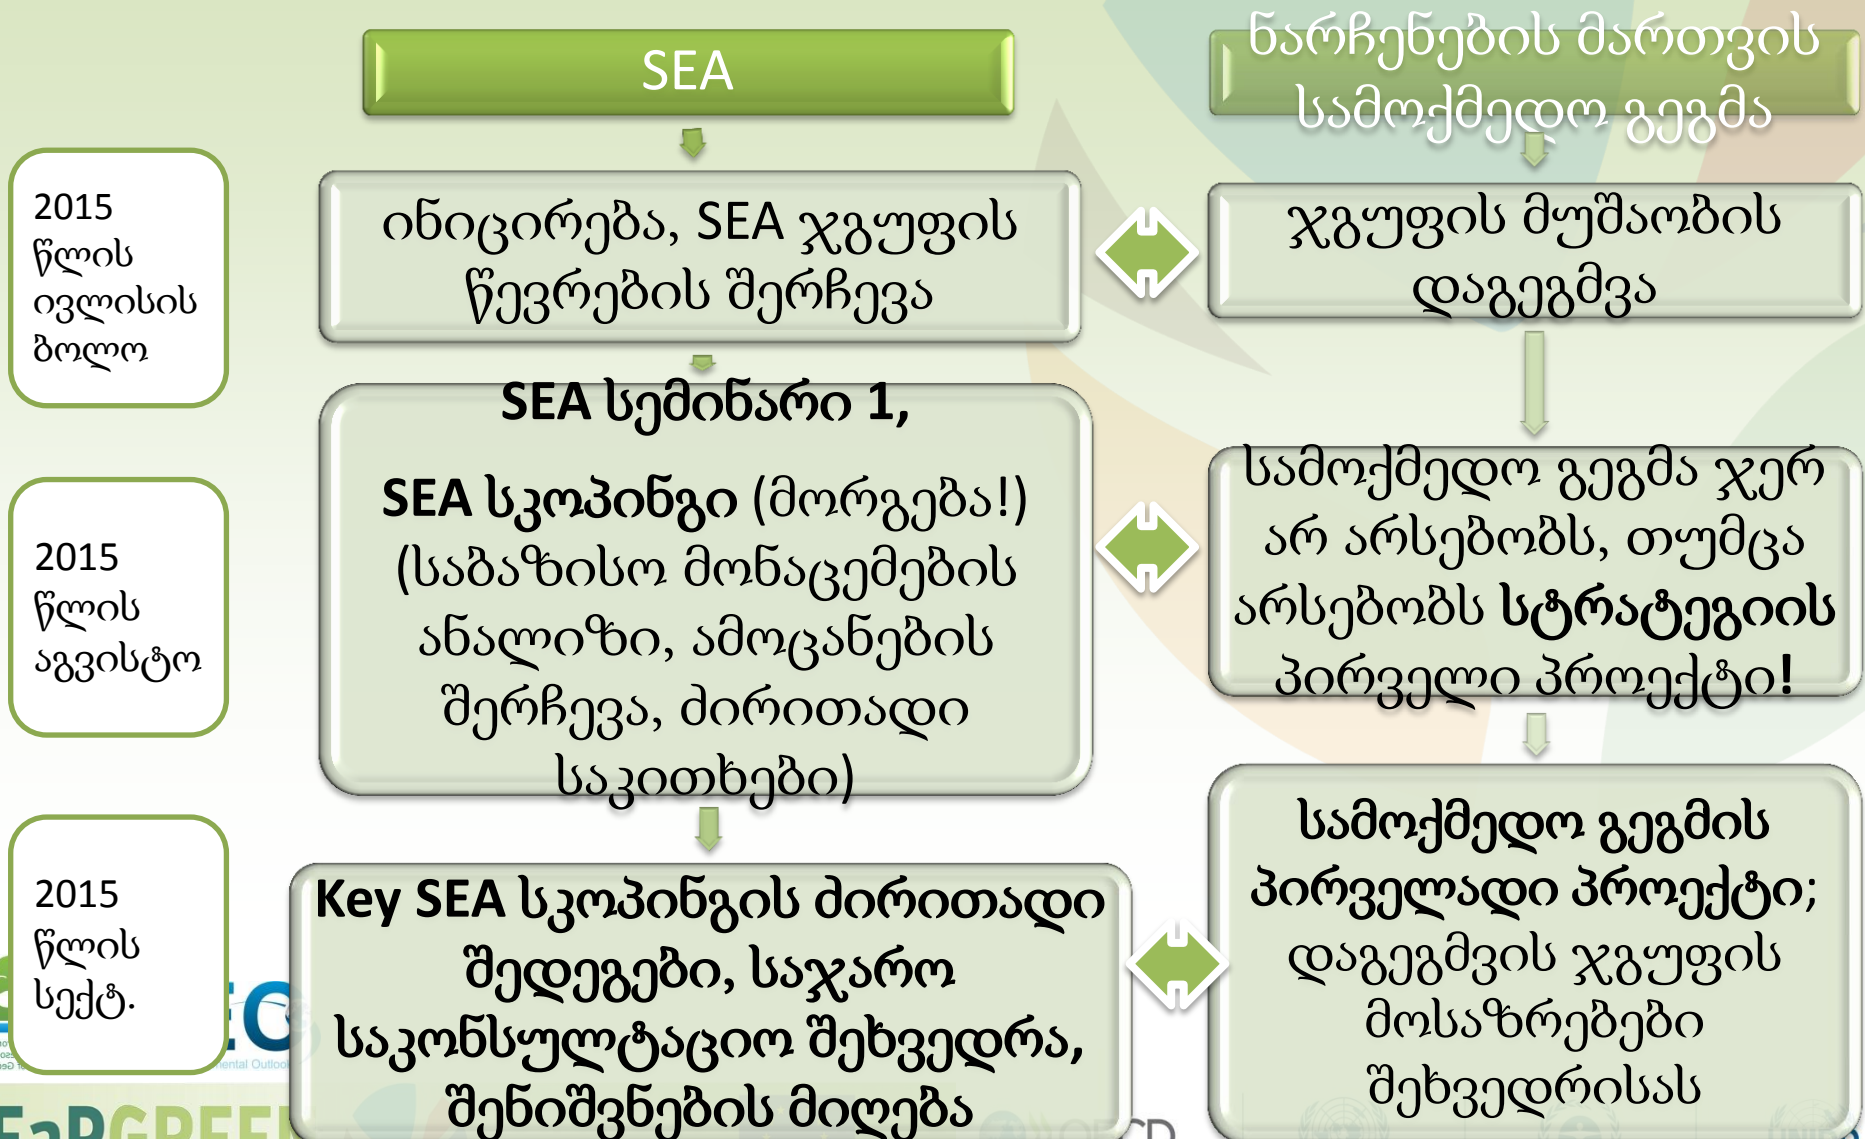 SEA
ნარჩენების მართვის
სამოქმედო გეგმა
2015
წლის
ივლისის
ბოლო
ინიცირება, SEA ჯგუფის
წევრების შერჩევა
ჯგუფის მუშაობის
დაგეგმვა
2015
წლის
აგვისტო
SEA სემინარი 1,
SEA სკოპინგი (მორგება!)
(საბაზისო მონაცემების
ანალიზი, ამოცანების
შერჩევა, ძირითადი
საკითხები)
სამოქმედო გეგმა ჯერ
არ არსებობს, თუმცა
არსებობს სტრატეგიის
პირველი პროექტი!
2015
წლის
სექტ.
Key SEA სკოპინგის ძირითადი
შედეგები, საჯარო
საკონსულტაციო შეხვედრა,
შენიშვნების მიღება
სამოქმედო გეგმის
პირველადი პროექტი;
დაგეგმვის ჯგუფის
მოსაზრებები
შეხვედრისას